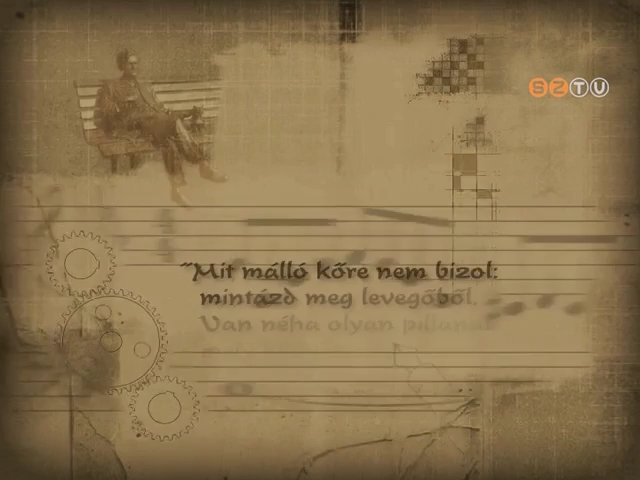 SZTV
"Mit málló kőre nem bizol:
mintázd meg levegőből.
Van néha olyan pillanat